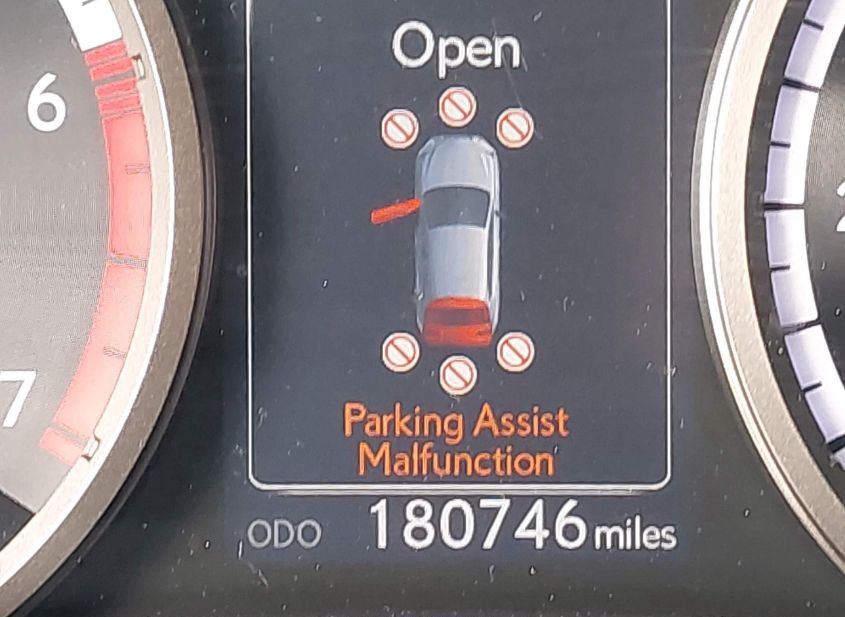 Open
6
7
Parking Assist
Malfunction
ODO 180746 miles